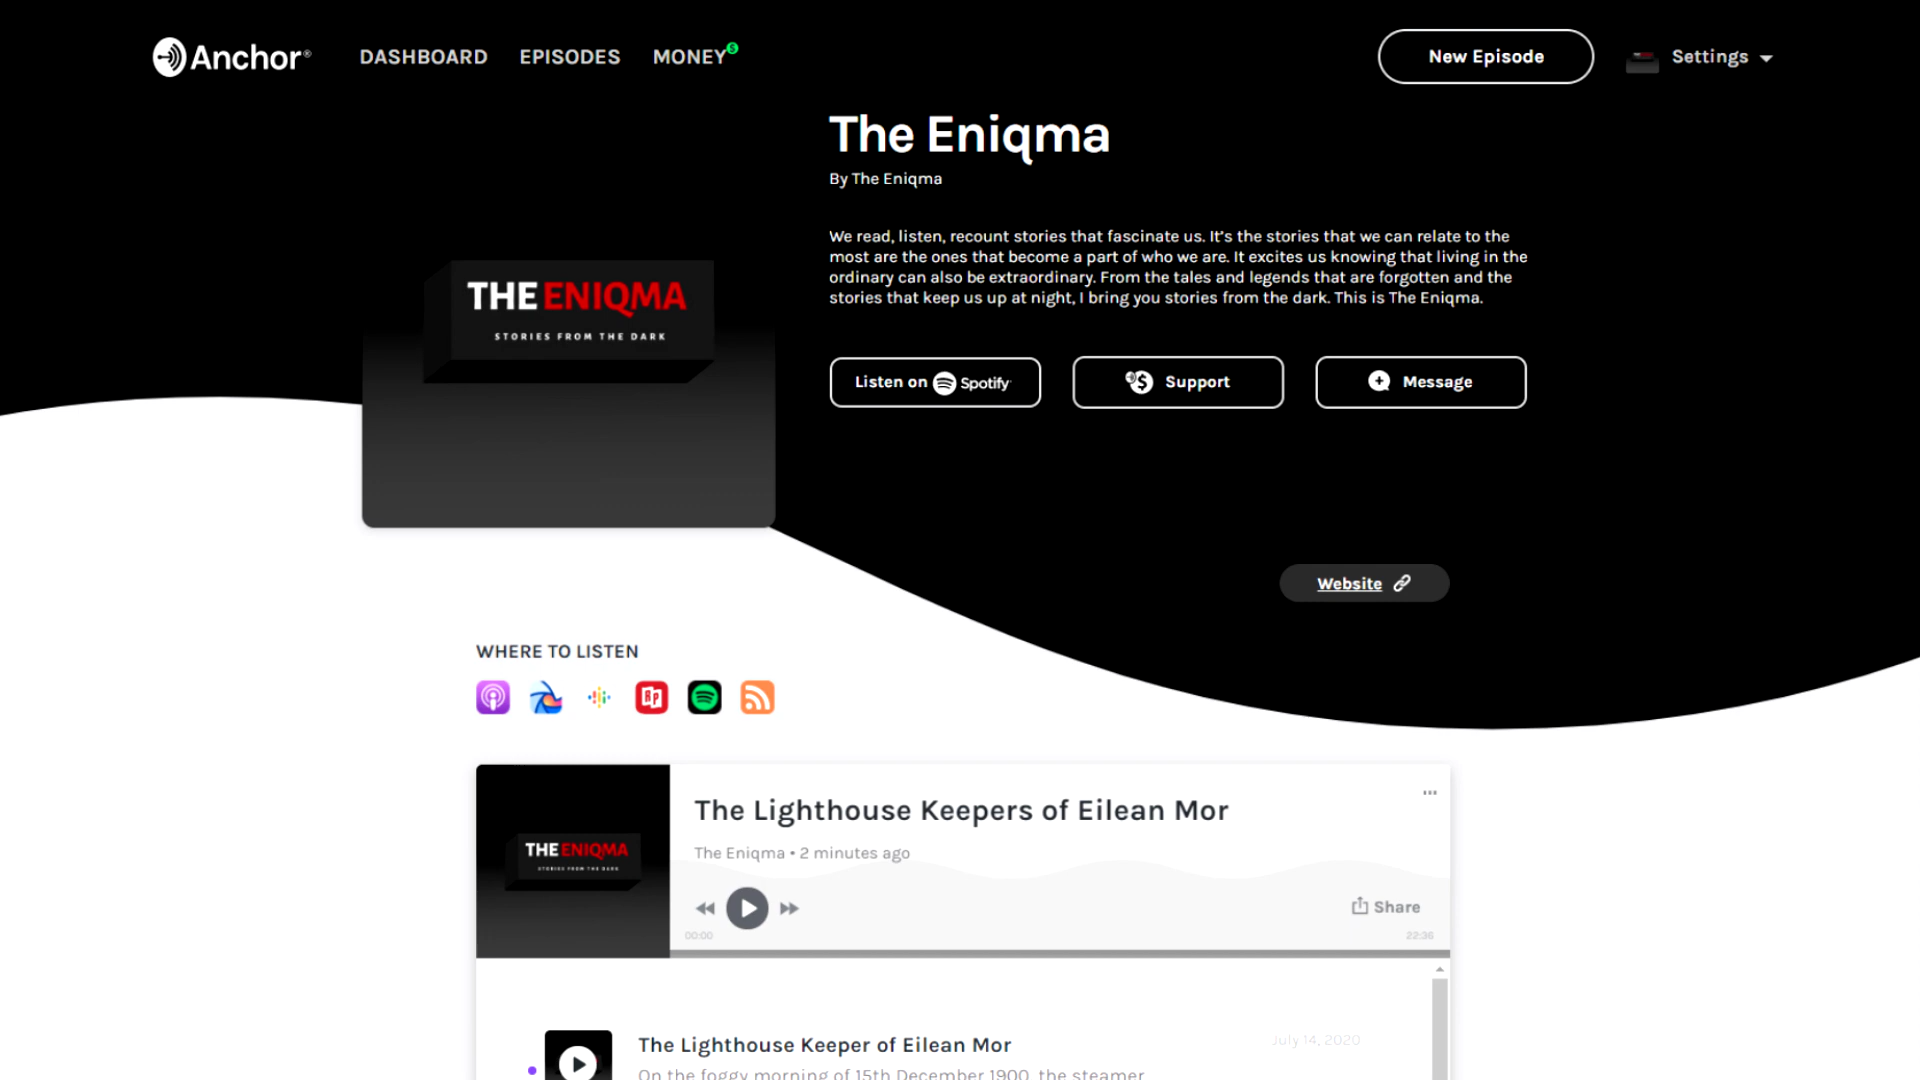 Anchor®
DASHBOARD
EPISODES
MONEY$
New Episode
Settings
The Eniqma
By The Eniqma
We read, listen, recount stories that fascinate us. It's the stories that we can relate to the
most are the ones that become a part of who we are. It excites us knowing that living in the
ordinary can also be extraordinary. From the tales and legends that are forgotten and the
stories that keep us up at night, I bring you stories from the dark. This is The Eniqma.
THE ENIQMA
STORIES FROM THE DARK
Listen on Spotify
Support
Message
Website
WHERE TO LISTEN
RP
THE ENIQMA
STORIES FROM THE DARK
The Lighthouse Keepers of Eilean Mor
...
The Eniqma • 2 minutes ago
Share
00:00
22:36
The Lighthouse Keeper of Eilean Mor
July 14, 2020
On the foggy morning of 15th December 1900, the steamer